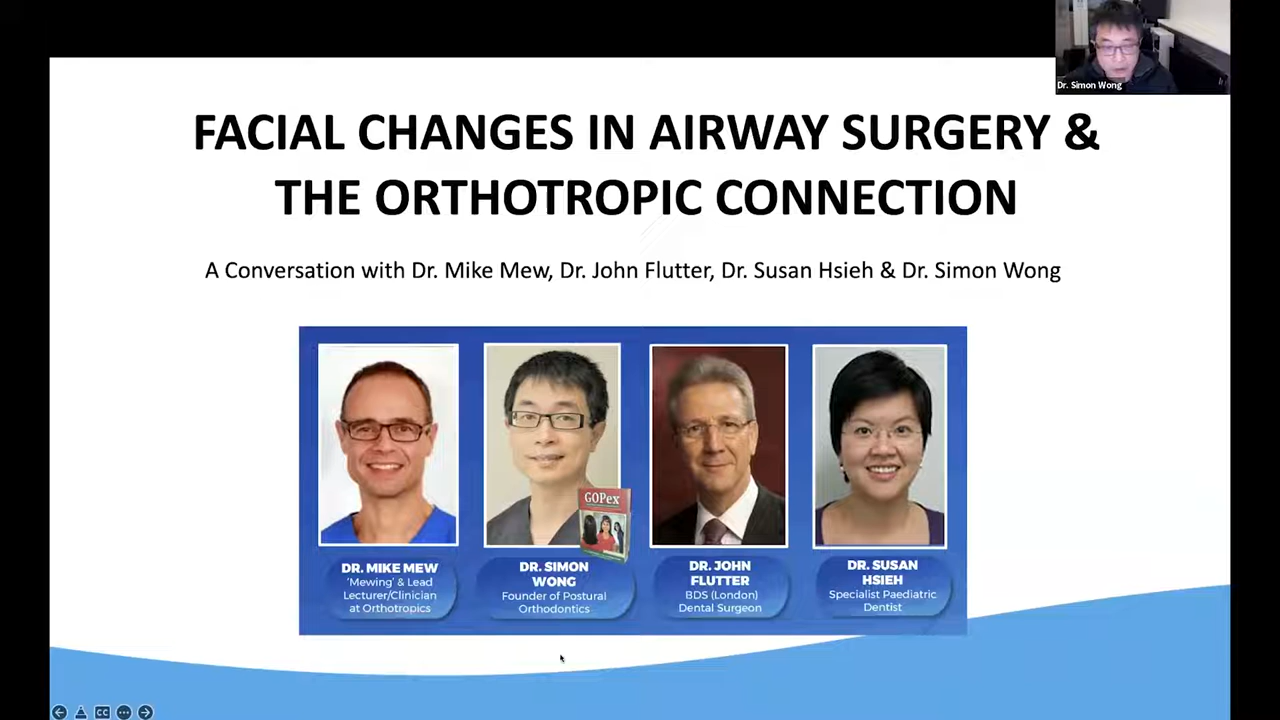 Dr. Simon Wong
FACIAL CHANGES IN AIRWAY SURGERY &
THE ORTHOTROPIC CONNECTION
A Conversation with Dr. Mike Mew, Dr. John Flutter, Dr. Susan Hsieh & Dr. Simon Wong
GOPex
DR. MIKE MEW
'Mewing' & Lead
Lecturer/Clinician
at Orthotropics
DR. SIMON
WONG
Founder of Postural
Orthodontics
DR. JOHN
FLUTTER
BDS (London)
Dental Surgeon
DR. SUSAN
HSIEH
Specialist Paediatric
Dentist
CC